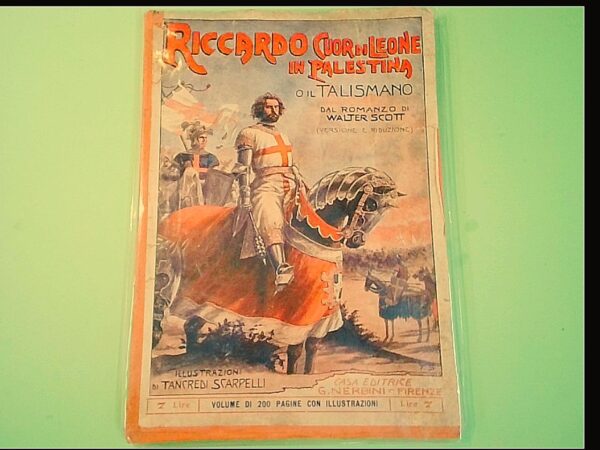 RICCARDO CUOR DI LEONE
IN PALESTINA
O IL TALISMANO
DAL ROMANZO DI
WALTER SCOTT
(VERSIONE E RIDUZIONE)
ILLUSTRAZIONI
DI TANCREDI SCARPELLI
CASA EDITRICE
G. NERBINI - FIRENZE
7 Lire VOLUME DI 200 PAGINE CON ILLUSTRAZIONI Lire 7